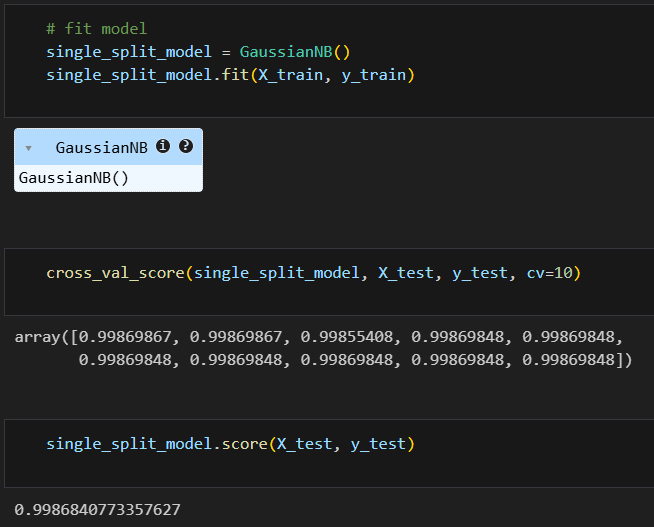 # fit model
single_split_model = GaussianNB()
single_split_model.fit(X_train, y_train)
GaussianNB i ?
GaussianNB()
cross_val_score(single_split_model, X_test, y_test, cv=10)
array([0.99869867, 0.99869867, 0.99855408, 0.99869848, 0.99869848,
0.99869848, 0.99869848, 0.99869848, 0.99869848, 0.99869848])
single_split_model.score(X_test, y_test)
0.9986840773357627